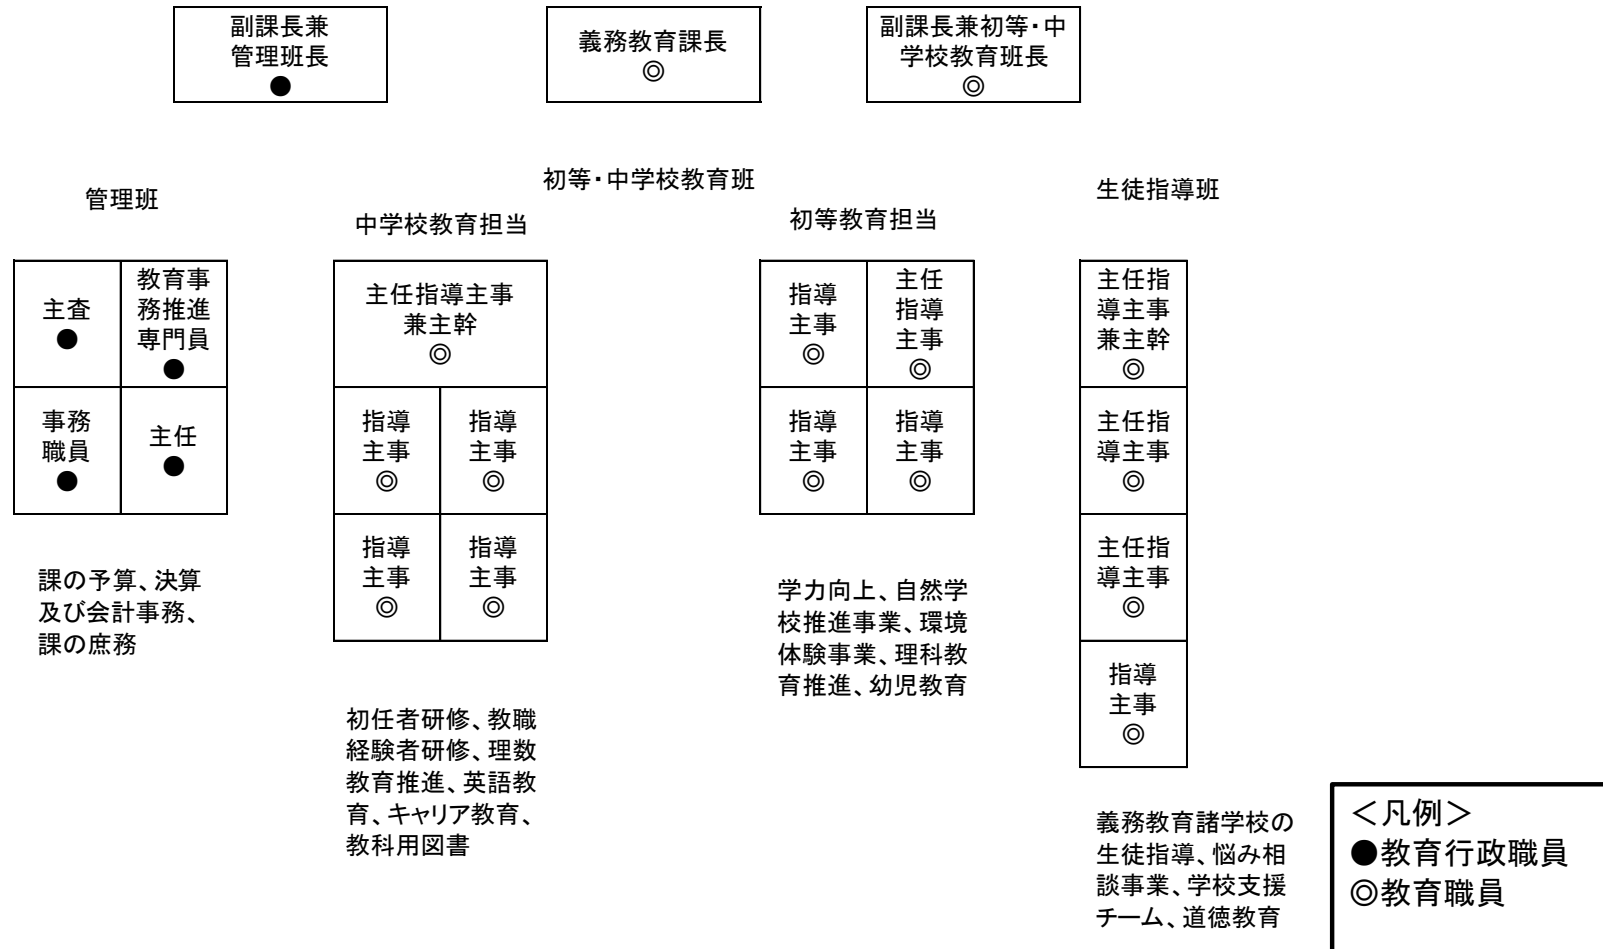 副課長兼
管理班長
●
義務教育課長
◎
副課長兼初等・中
学校教育班長
◎
管理班
初等・中学校教育班
生徒指導班
中学校教育担当
初等教育担当
主査
●
教育事
務推進
専門員
●
事務
職員
●
主任
●
課の予算、決算
及び会計事務、
課の庶務
主任指導主事
兼主幹
◎
指導
主事
◎
指導
主事
◎
指導
主事
◎
指導
主事
◎
初任者研修、教職
経験者研修、理数
教育推進、英語教
育、キャリア教育、
教科用図書
指導
主事
◎
主任
指導
主事
◎
指導
主事
◎
指導
主事
◎
学力向上、自然学
校推進事業、環境
体験事業、理科教
育推進、幼児教育
主任指
導主事
兼主幹
◎
主任指
導主事
◎
主任指
導主事
◎
指導
主事
◎
義務教育諸学校の
生徒指導、悩み相
談事業、学校支援
チーム、道徳教育
＜凡例＞
●教育行政職員
◎教育職員